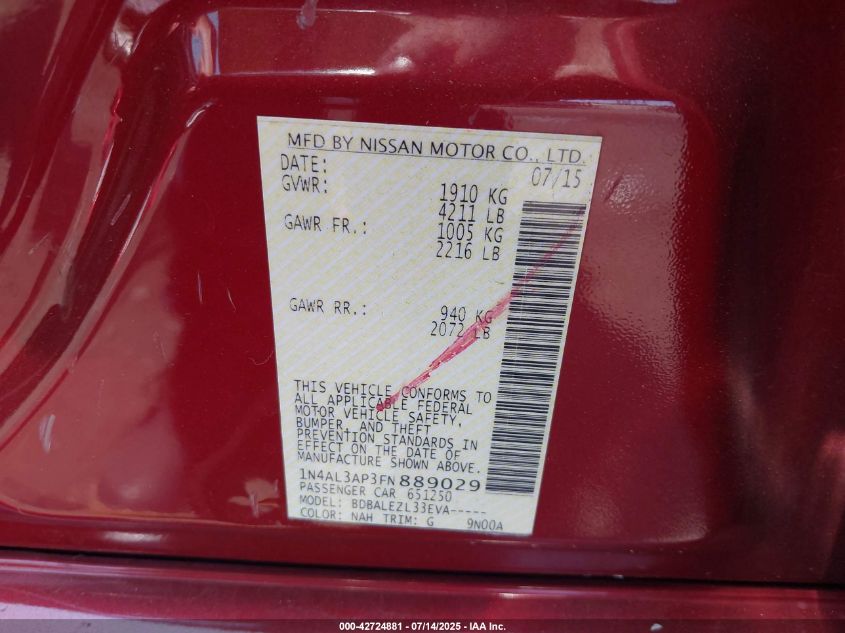 MFD BY NISSAN MOTOR CO., LTD.
DATE: 07/15
GVWR: 1910 KG
4211 LB
GAWR FR.: 1005 KG
2216 LB
GAWR RR.: 940 KG
2072 LB
THIS VEHICLE CONFORMS TO
ALL APPLICABLE FEDERAL
MOTOR VEHICLE SAFETY,
BUMPER, AND THEFT
PREVENTION STANDARDS IN
EFFECT ON THE DATE OF
MANUFACTURE SHOWN ABOVE.
1N4AL3AP3FN889029
PASSENGER CAR 651250
MODEL: BDBALEZL33EVA-----
COLOR: NAH TRIM: G 9N00A
000-42724881 - 07/14/2025 - IAA Inc.